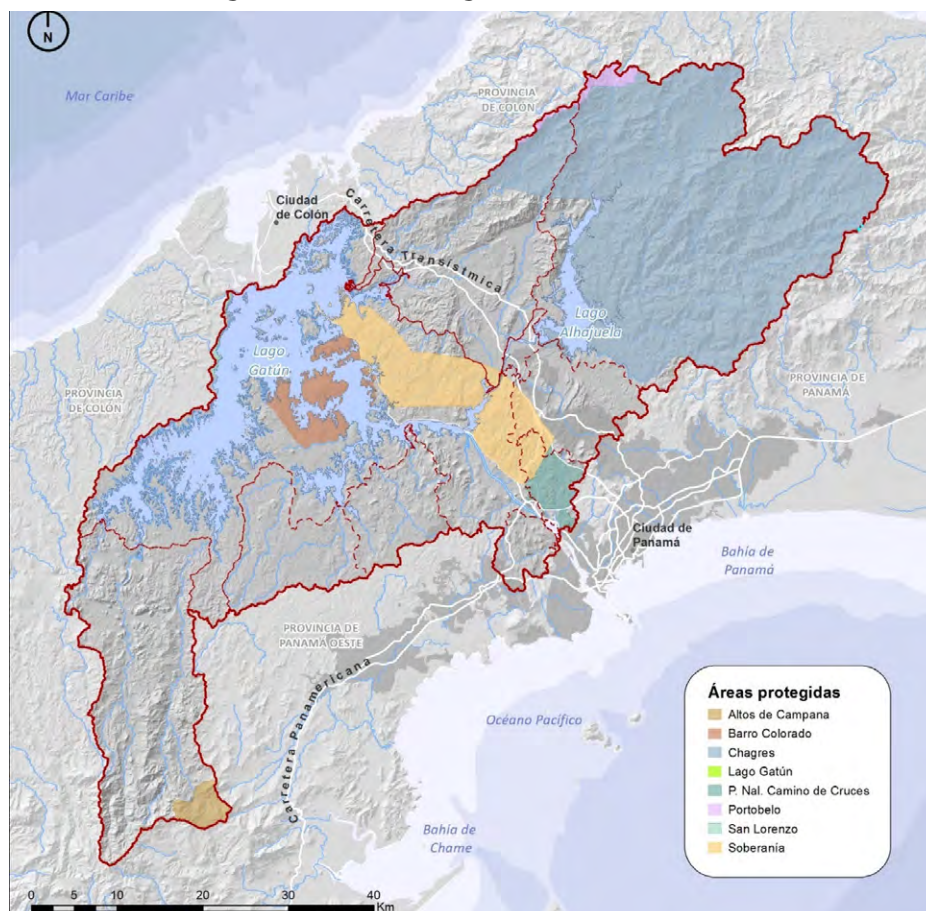 N
Mar Caribe
PROVINCIA
DE COLÓN
Ciudad
de Colón
Carretera Transístmica
Lago
Alhajuela
Lago
Gatún
PROVINCIA
DE COLÓN
PROVINCIA DE
PANAMÁ
Ciudad de
Panamá
Bahía de
Panamá
PROVINCIA DE
PANAMÁ OESTE
Carretera Panamericana
Océano Pacífico
Bahía
de Chame
Áreas protegidas
Altos de Campana
Barro Colorado
Chagres
Lago Gatún
P. Nal. Camino de Cruces
Portobelo
San Lorenzo
Soberanía
0 10 20 30 40
Km